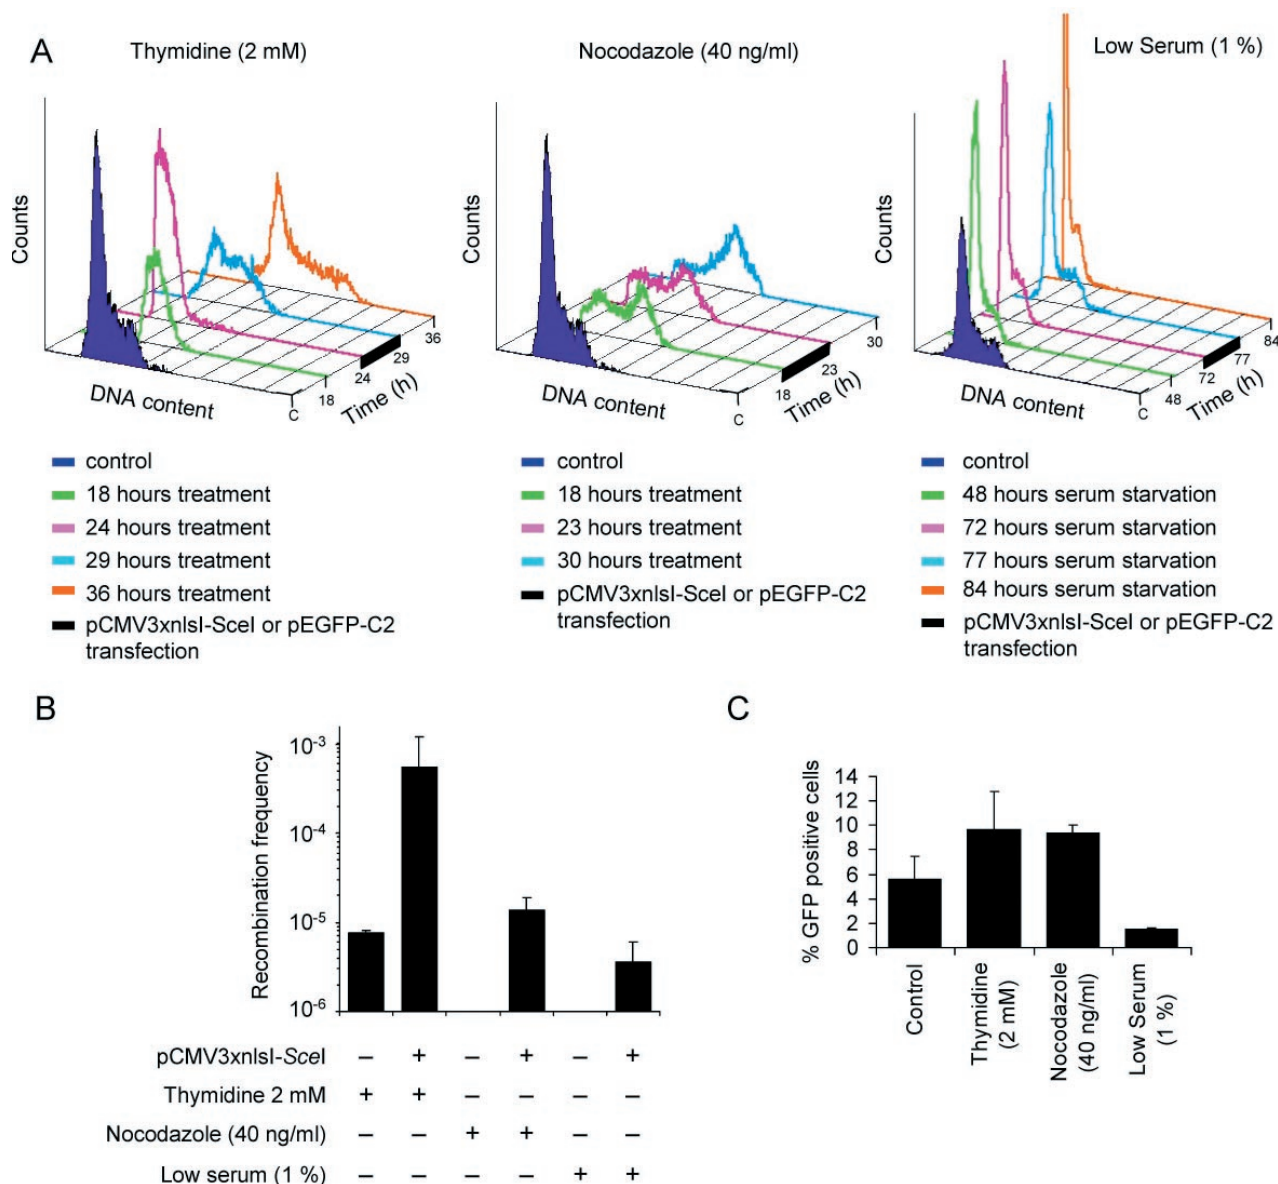 A
Thymidine (2 mM)
Counts
DNA content
C
18
24
29
36
Time (h)
control
18 hours treatment
24 hours treatment
29 hours treatment
36 hours treatment
pCMV3xnlsI-SceI or pEGFP-C2
transfection
Nocodazole (40 ng/ml)
Counts
DNA content
C
18
23
30
Time (h)
control
18 hours treatment
23 hours treatment
30 hours treatment
pCMV3xnlsI-SceI or pEGFP-C2
transfection
Low Serum (1 %)
Counts
DNA content
C
48
72
77
84
Time (h)
control
48 hours serum starvation
72 hours serum starvation
77 hours serum starvation
84 hours serum starvation
pCMV3xnlsI-SceI or pEGFP-C2
transfection
B
Recombination frequency
10⁻³
10⁻⁴
10⁻⁵
10⁻⁶
pCMV3xnlsI-SceI – + – + – +
Thymidine 2 mM + + – – – –
Nocodazole (40 ng/ml) – – + + – –
Low serum (1 %) – – – – + +
C
% GFP positive cells
14
12
10
8
6
4
2
0
Control
Thymidine
(2 mM)
Nocodazole
(40 ng/ml)
Low Serum
(1 %)